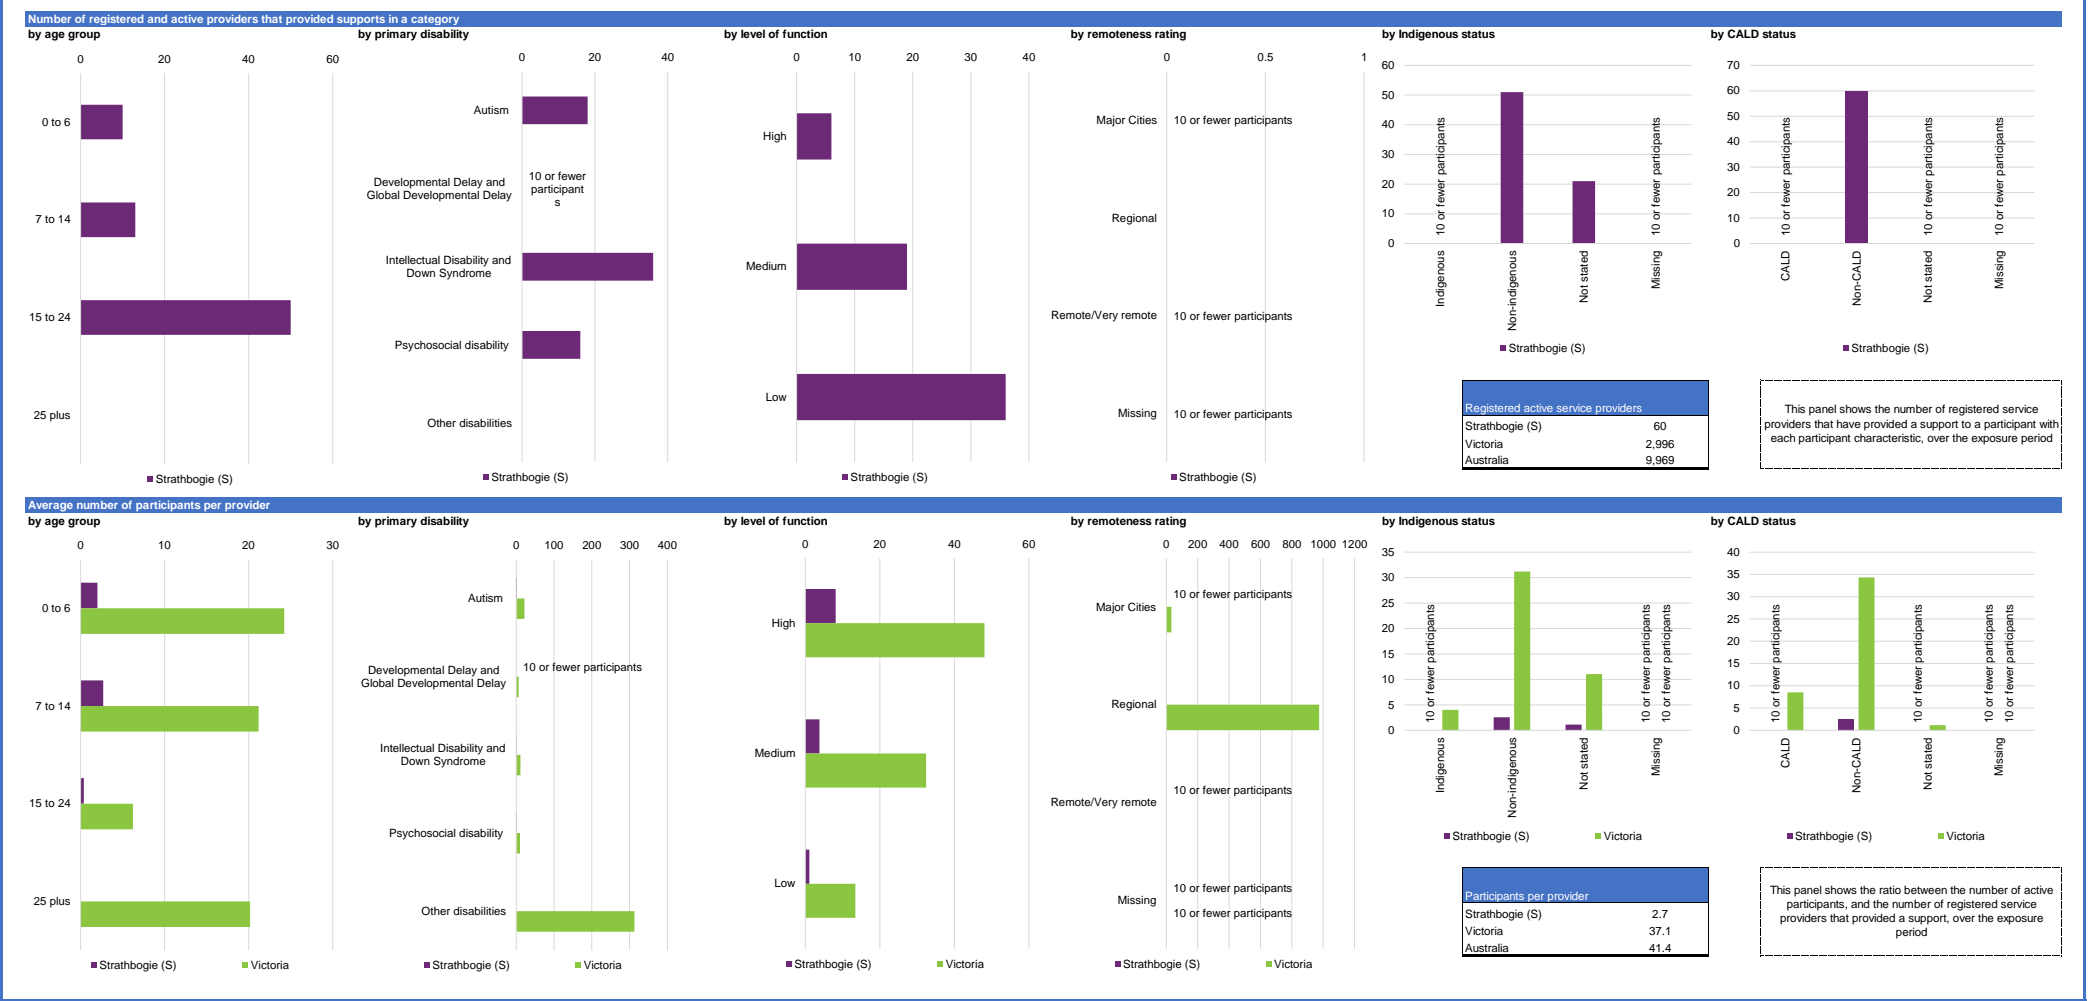 Number of registered and active providers that provided supports in a category
by age group
0 20 40 60
0 to 6
7 to 14
15 to 24
25 plus
Strathbogie (S)
by primary disability
0 20 40
Autism
Developmental Delay and
Global Developmental Delay
10 or fewer
participant
s
Intellectual Disability and
Down Syndrome
Psychosocial disability
Other disabilities
Strathbogie (S)
by level of function
0 10 20 30 40
High
Medium
Low
Strathbogie (S)
by remoteness rating
0 0.5 1
Major Cities 10 or fewer participants
Regional
Remote/Very remote 10 or fewer participants
Missing 10 or fewer participants
Strathbogie (S)
by Indigenous status
60
50
40
30
20
10
0
10 or fewer participants
10 or fewer participants
Indigenous
Non-indigenous
Not stated
Missing
Strathbogie (S)
by CALD status
70
60
50
40
30
20
10
0
10 or fewer participants
10 or fewer participants
10 or fewer participants
CALD
Non-CALD
Not stated
Missing
Strathbogie (S)
Registered active service providers
Strathbogie (S) 60
Victoria 2,996
Australia 9,969
This panel shows the number of registered service
providers that have provided a support to a participant with
each participant characteristic, over the exposure period
Average number of participants per provider
by age group
0 10 20 30
0 to 6
7 to 14
15 to 24
25 plus
Strathbogie (S) Victoria
by primary disability
0 100 200 300 400
Autism
Developmental Delay and
Global Developmental Delay
10 or fewer participants
Intellectual Disability and
Down Syndrome
Psychosocial disability
Other disabilities
Strathbogie (S) Victoria
by level of function
0 20 40 60
High
Medium
Low
Strathbogie (S) Victoria
by remoteness rating
0 200 400 600 800 1000 1200
Major Cities
10 or fewer participants
Regional
Remote/Very remote
10 or fewer participants
Missing
10 or fewer participants
10 or fewer participants
Strathbogie (S) Victoria
by Indigenous status
35
30
25
20
15
10
5
0
10 or fewer participants
10 or fewer participants
10 or fewer participants
Indigenous
Non-indigenous
Not stated
Missing
Strathbogie (S) Victoria
by CALD status
40
35
30
25
20
15
10
5
0
10 or fewer participants
10 or fewer participants
10 or fewer participants
10 or fewer participants
CALD
Non-CALD
Not stated
Missing
Strathbogie (S) Victoria
Participants per provider
Strathbogie (S) 2.7
Victoria 37.1
Australia 41.4
This panel shows the ratio between the number of active
participants, and the number of registered service
providers that provided a support, over the exposure
period